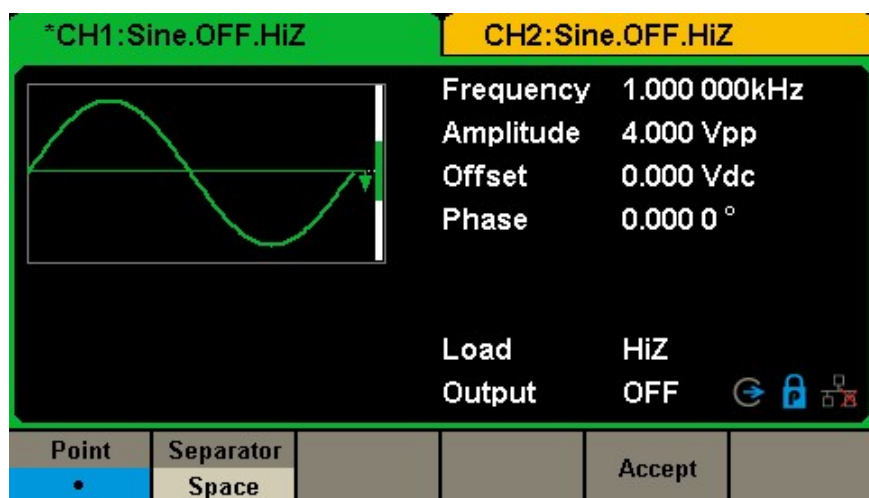 *CH1:Sine.OFF.HiZ
CH2:Sine.OFF.HiZ
Frequency 1.000 000kHz
Amplitude 4.000 Vpp
Offset 0.000 Vdc
Phase 0.000 0 °
Load HiZ
Output OFF P
Point Separator
• Space
Accept